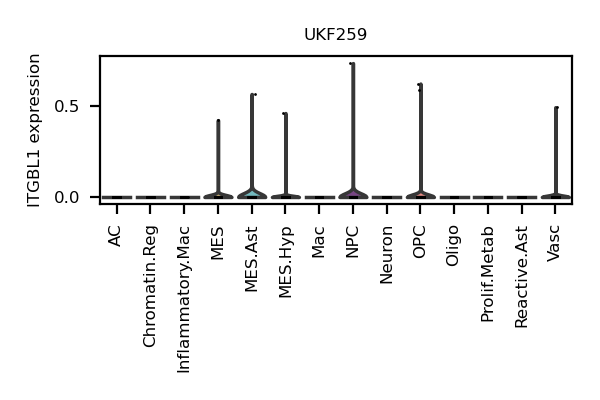 UKF259
ITGBL1 expression
0.5
0.0
AC
Chromatin.Reg
Inflammatory.Mac
MES
MES.Ast
MES.Hyp
Mac
NPC
Neuron
OPC
Oligo
Prolif.Metab
Reactive.Ast
Vasc